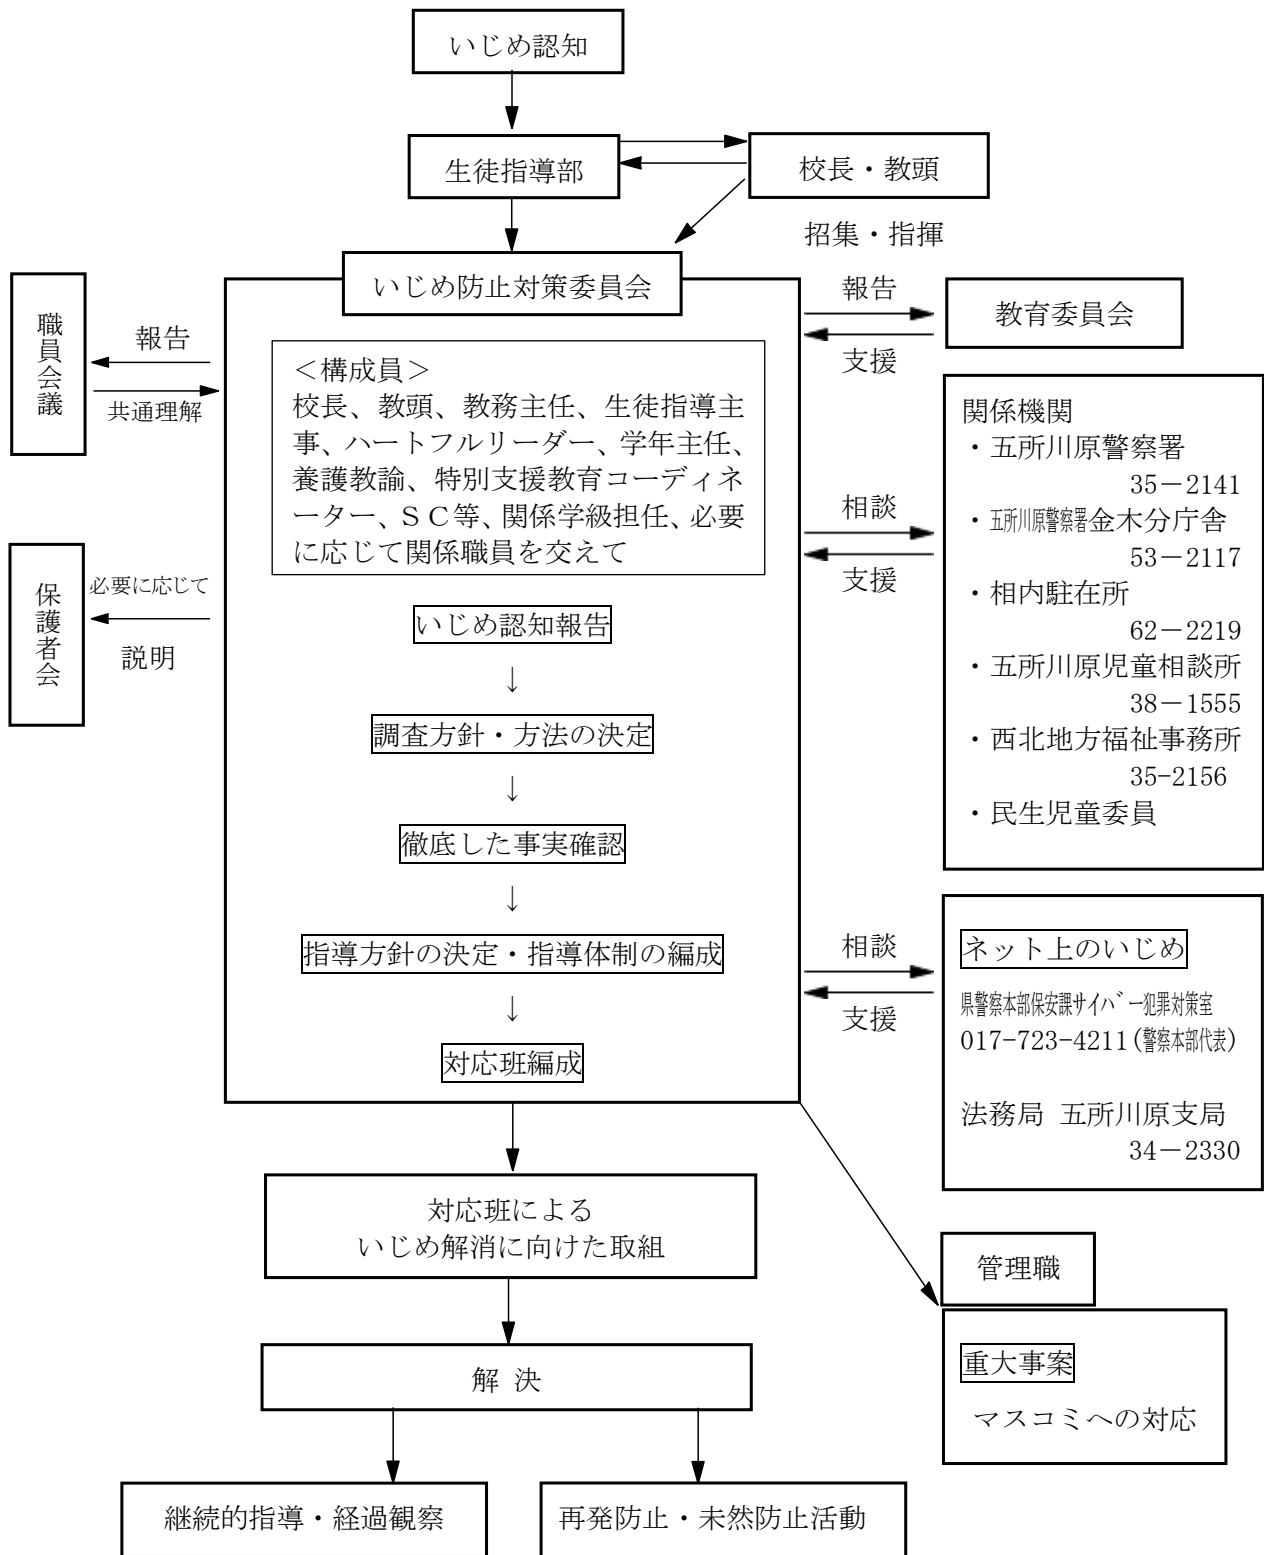 いじめ認知
生徒指導部
校長・教頭
招集・指揮
いじめ防止対策委員会
職員会議
報告
共通理解
報告
支援
教育委員会
＜構成員＞
校長、教頭、教務主任、生徒指導主
事、ハートフルリーダー、学年主任、
養護教諭、特別支援教育コーディネ
ーター、ＳＣ等、関係学級担任、必要
に応じて関係職員を交えて
相談
支援
関係機関
・五所川原警察署
35－2141
・五所川原警察署金木分庁舎
53－2117
・相内駐在所
62－2219
・五所川原児童相談所
38－1555
・西北地方福祉事務所
35-2156
・民生児童委員
保護者会
必要に応じて
説明
いじめ認知報告
↓
調査方針・方法の決定
↓
徹底した事実確認
↓
指導方針の決定・指導体制の編成
↓
対応班編成
相談
支援
ネット上のいじめ
県警察本部保安課サイバー犯罪対策室
017-723-4211(警察本部代表)
法務局 五所川原支局
34－2330
対応班による
いじめ解消に向けた取組
管理職
重大事案
マスコミへの対応
解 決
継続的指導・経過観察
再発防止・未然防止活動